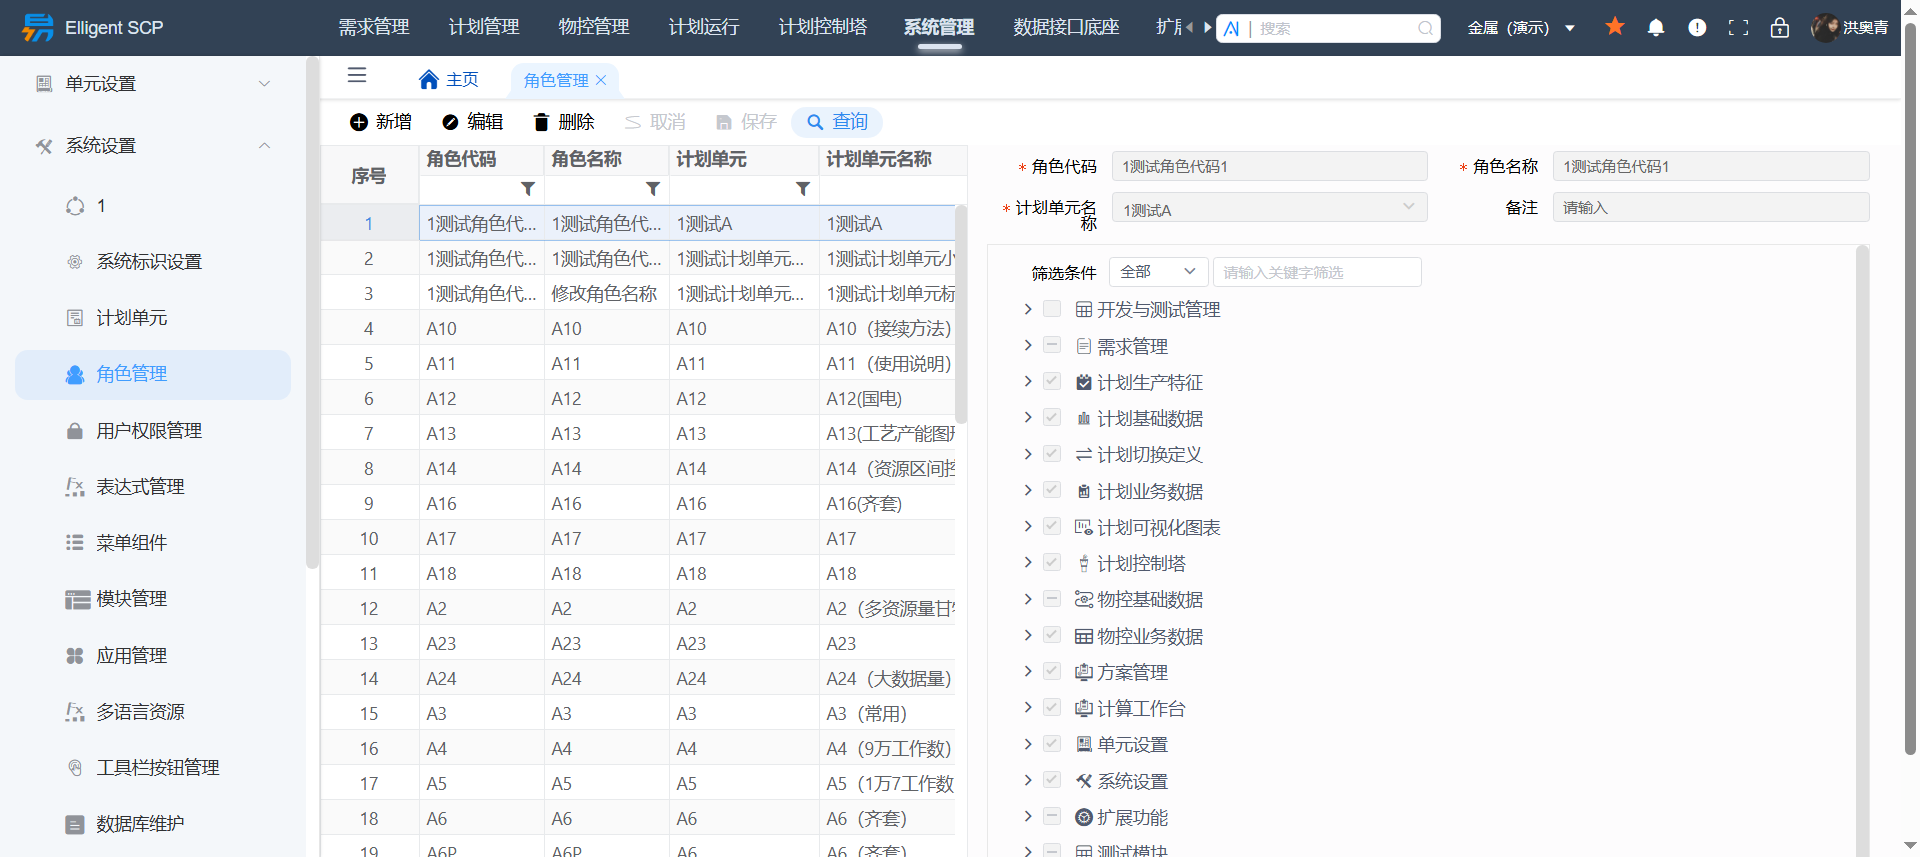 Elligent SCP
需求管理
计划管理
物控管理
计划运行
计划控制塔
系统管理
数据接口底座
AI | 搜索
金属（演示）
洪奥青
单元设置
系统设置
1
系统标识设置
计划单元
角色管理
用户权限管理
表达式管理
菜单组件
模块管理
应用管理
多语言资源
工具栏按钮管理
数据库维护
主页
角色管理
新增
编辑
删除
取消
保存
查询
序号 角色代码 角色名称 计划单元 计划单元名称
1 1测试角色代... 1测试角色代... 1测试A 1测试A
2 1测试角色代... 1测试角色代... 1测试计划单元... 1测试计划单元小
3 1测试角色代... 修改角色名称 1测试计划单元... 1测试计划单元标
4 A10 A10 A10 A10（接续方法）
5 A11 A11 A11 A11（使用说明）
6 A12 A12 A12 A12(国电)
7 A13 A13 A13 A13(工艺产能图
8 A14 A14 A14 A14（资源区间
9 A16 A16 A16 A16(齐套)
10 A17 A17 A17 A17
11 A18 A18 A18 A18
12 A2 A2 A2 A2（多资源量
13 A23 A23 A23 A23
14 A24 A24 A24 A24（大数据量）
15 A3 A3 A3 A3（常用）
16 A4 A4 A4 A4（9万工作数）
17 A5 A5 A5 A5（1万7工作数
18 A6 A6 A6 A6（齐套）
19 A6P A6P A6 A6（齐套）
* 角色代码 1测试角色代码1
* 角色名称 1测试角色代码1
* 计划单元名称 1测试A
备注 请输入
筛选条件 全部 请输入关键字筛选
开发与测试管理
需求管理
计划生产特征
计划基础数据
计划切换定义
计划业务数据
计划可视化图表
计划控制塔
物控基础数据
物控业务数据
方案管理
计算工作台
单元设置
系统设置
扩展功能
测试模块